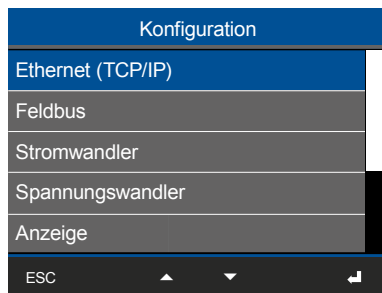 Konfiguration
Ethernet (TCP/IP)
Feldbus
Stromwandler
Spannungswandler
Anzeige
ESC